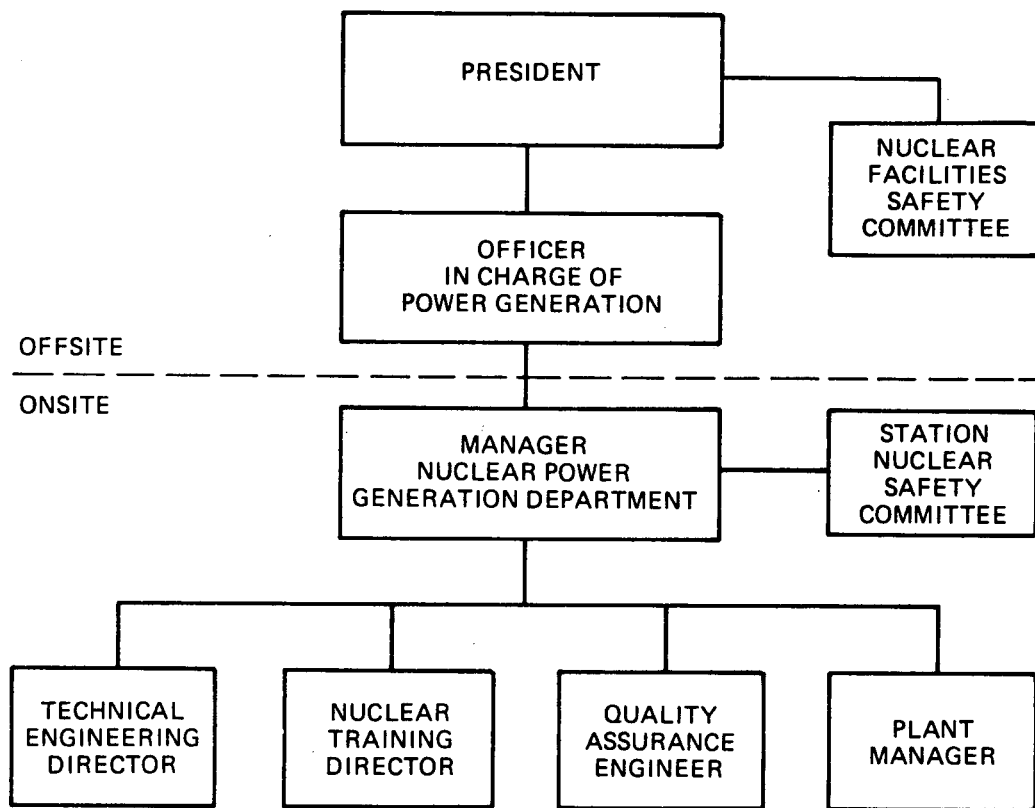 PRESIDENT
NUCLEAR
FACILITIES
SAFETY
COMMITTEE
OFFICER
IN CHARGE OF
POWER GENERATION
OFFSITE
ONSITE
MANAGER
NUCLEAR POWER
GENERATION DEPARTMENT
STATION
NUCLEAR
SAFETY
COMMITTEE
TECHNICAL
ENGINEERING
DIRECTOR
NUCLEAR
TRAINING
DIRECTOR
QUALITY
ASSURANCE
ENGINEER
PLANT
MANAGER